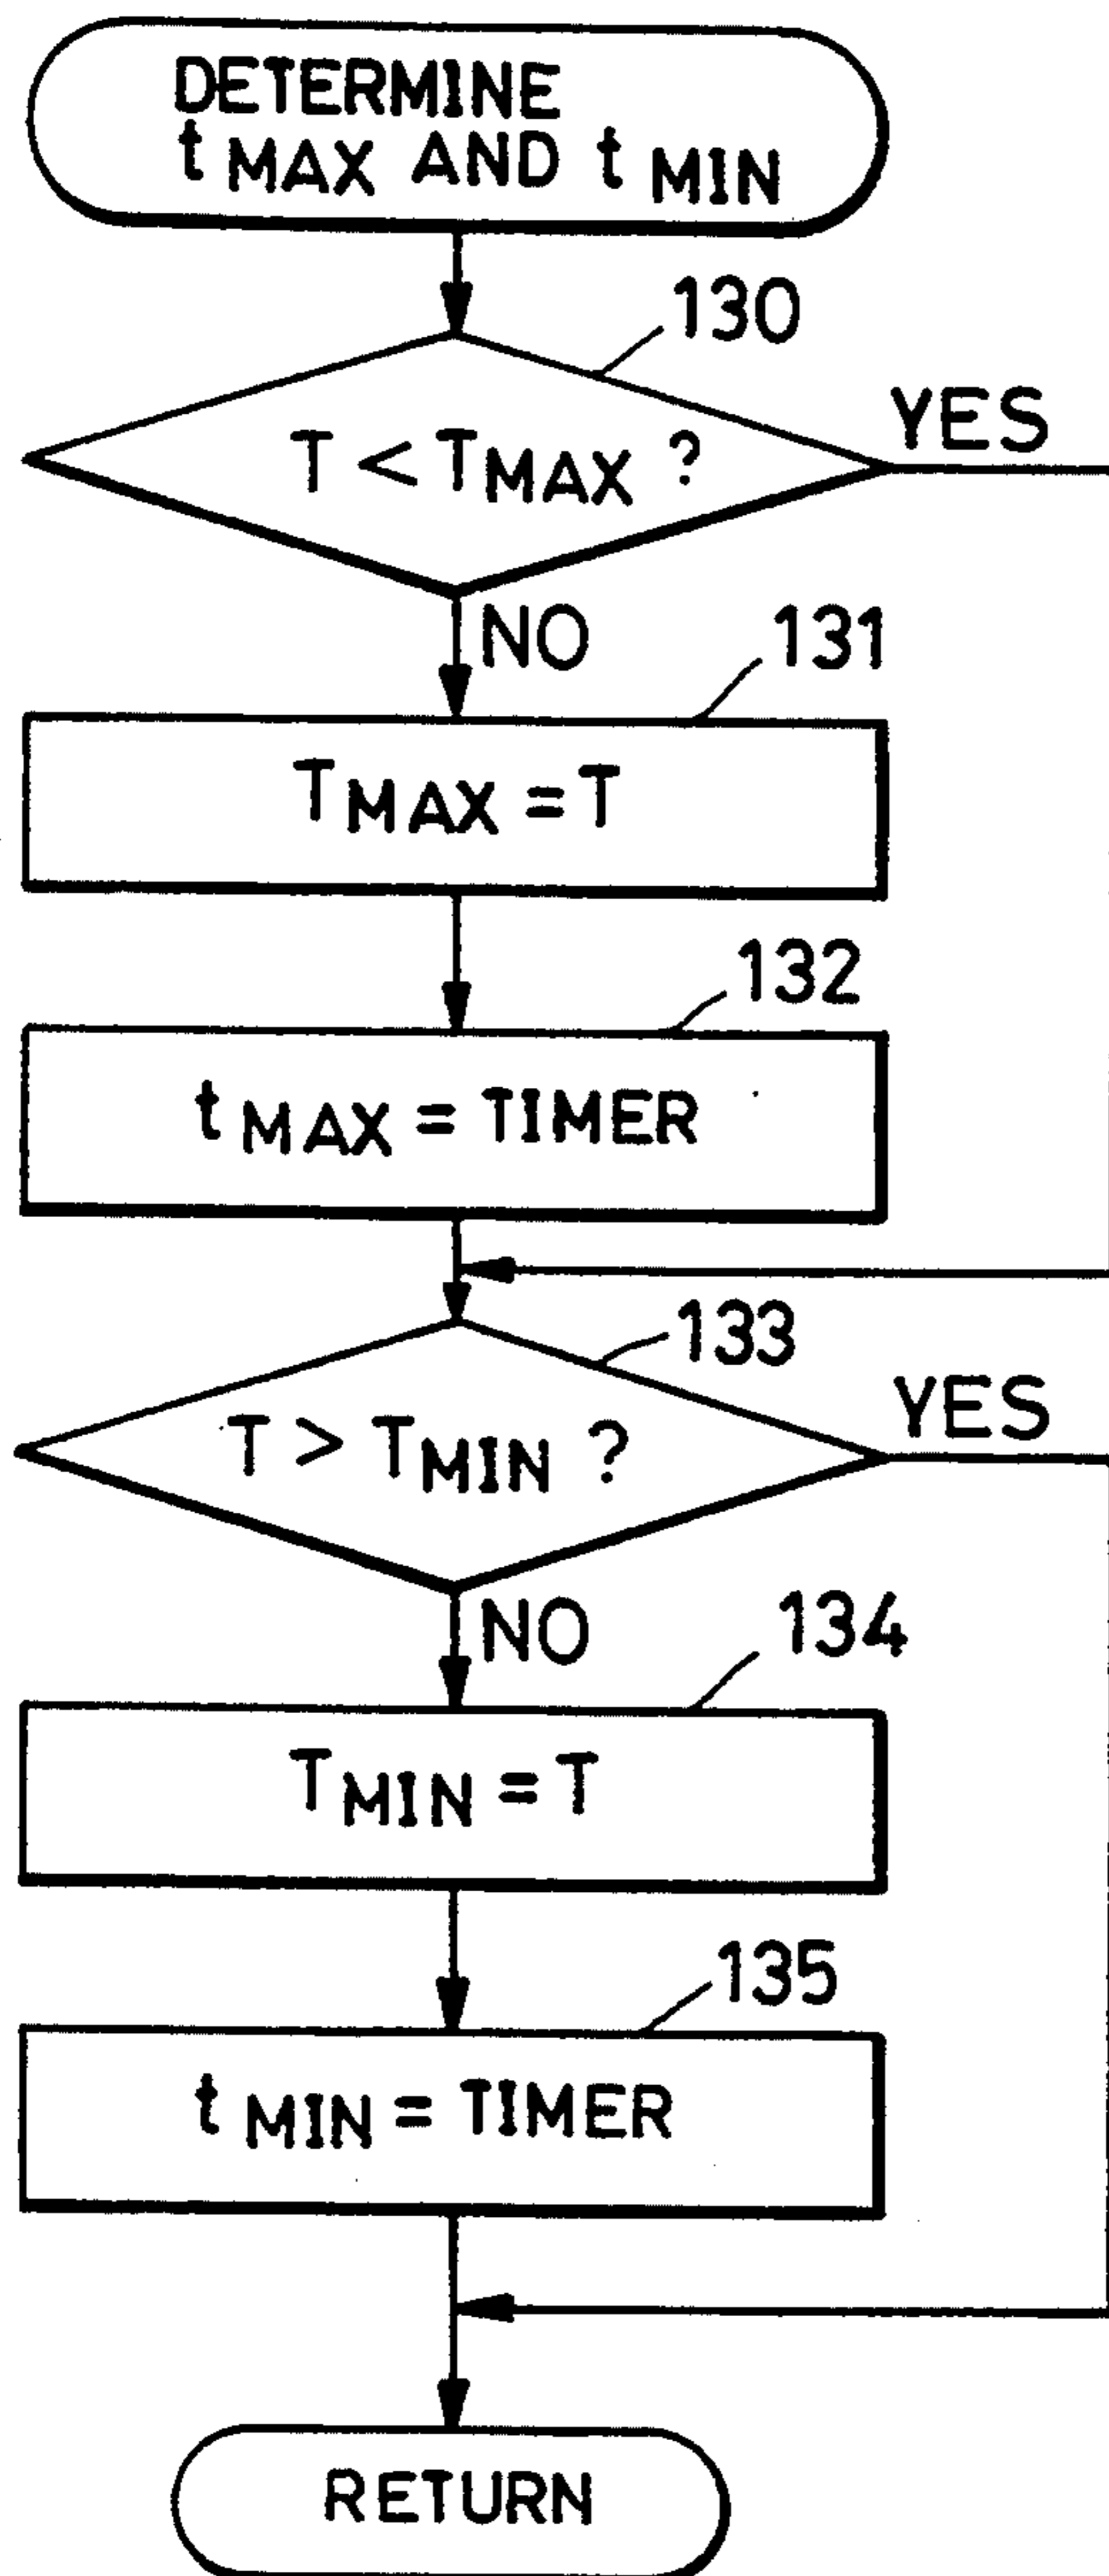 DETERMINE
tMAX AND tMIN
130
T < TMAX ?
YES
NO
131
TMAX = T
132
tMAX = TIMER
133
T > TMIN ?
YES
NO
134
TMIN = T
135
tMIN = TIMER
RETURN